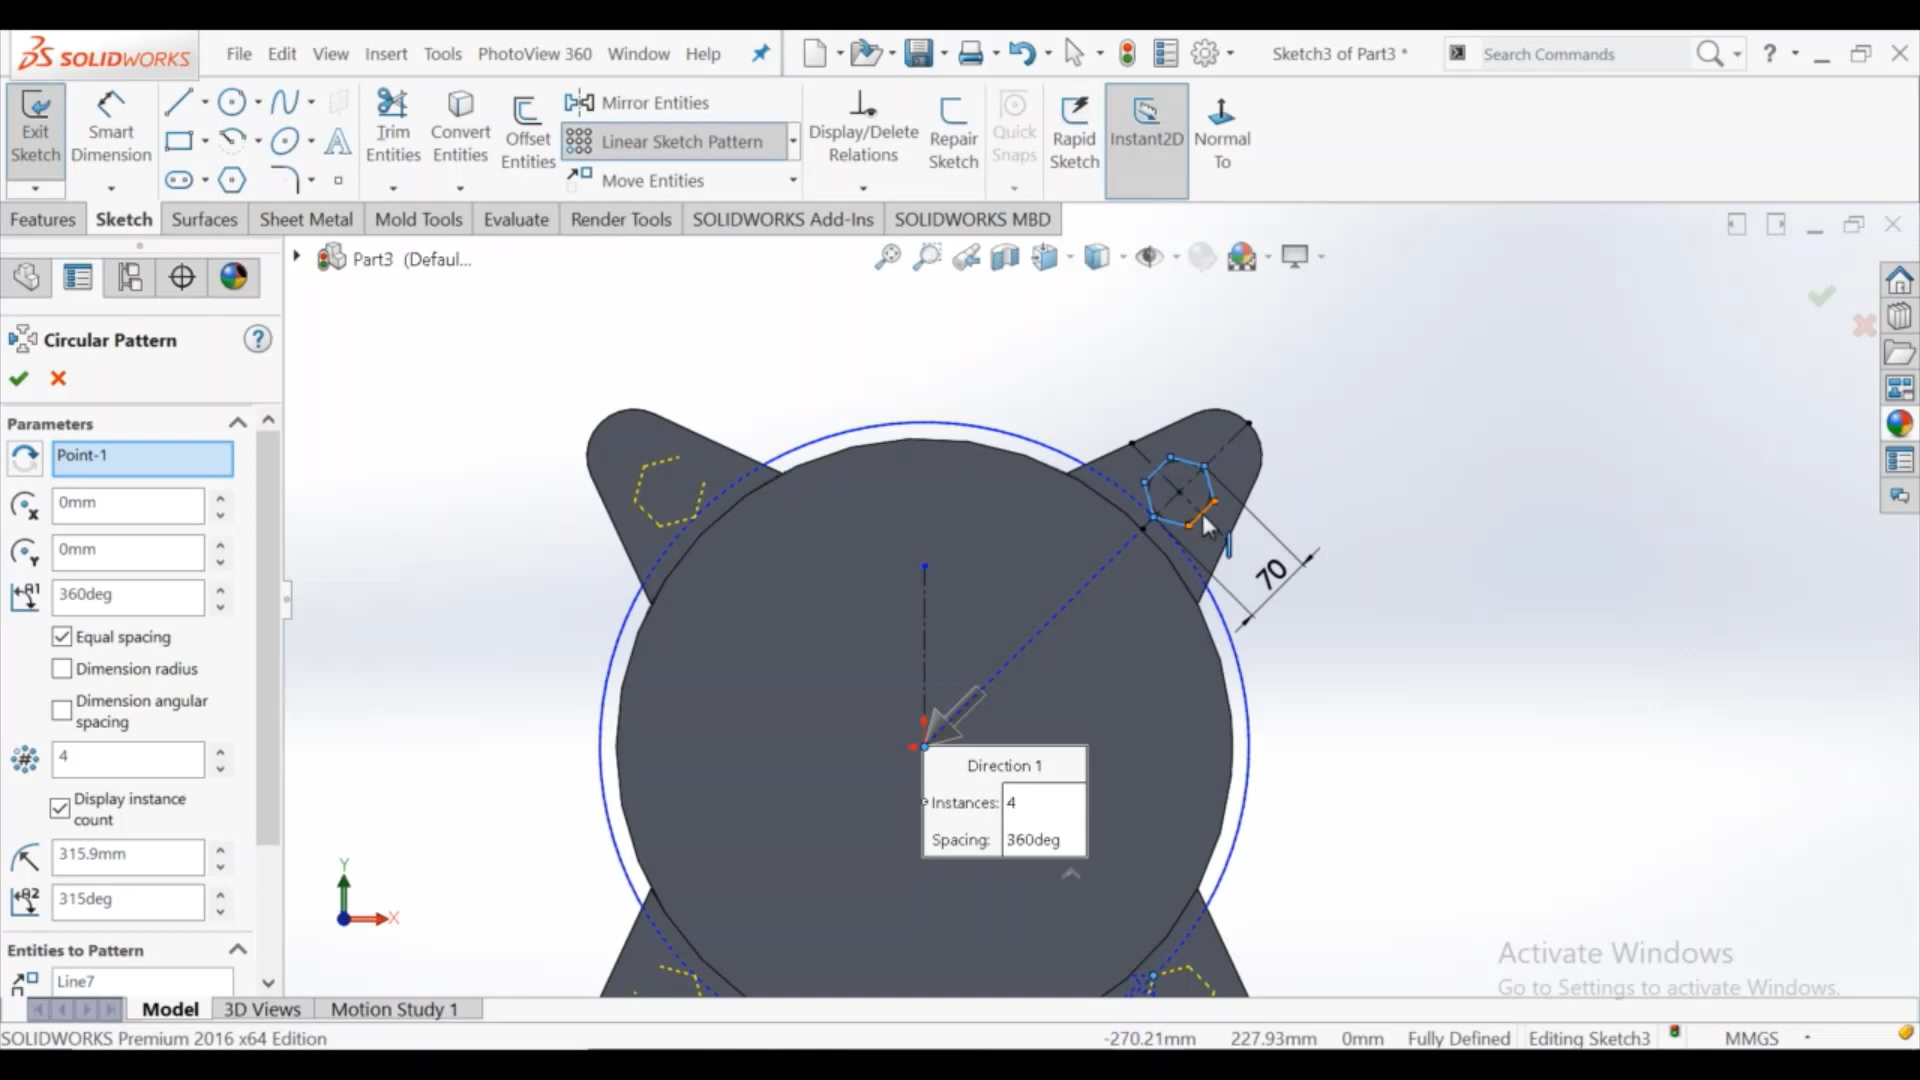 SOLIDWORKS File Edit View Insert Tools PhotoView 360 Window Help Sketch3 of Part3 * Search Commands ?
Exit Sketch
Smart Dimension
Trim Entities
Convert Entities
Offset Entities
Mirror Entities
Linear Sketch Pattern
Move Entities
Display/Delete Relations
Repair Sketch
Quick Snaps
Rapid Sketch
Instant2D
Normal To
Features Sketch Surfaces Sheet Metal Mold Tools Evaluate Render Tools SOLIDWORKS Add-Ins SOLIDWORKS MBD
Part3 (Defaul...
Circular Pattern ?
Parameters
Point-1
0mm
0mm
360deg
Equal spacing
Dimension radius
Dimension angular
spacing
4
Display instance
count
315.9mm
315deg
Entities to Pattern
Line7
70
Direction 1
Instances: 4
Spacing: 360deg
Y
X
Activate Windows
Go to Settings to activate Windows.
Model 3D Views Motion Study 1
SOLIDWORKS Premium 2016 x64 Edition -270.21mm 227.93mm 0mm Fully Defined Editing Sketch3 MMGS -